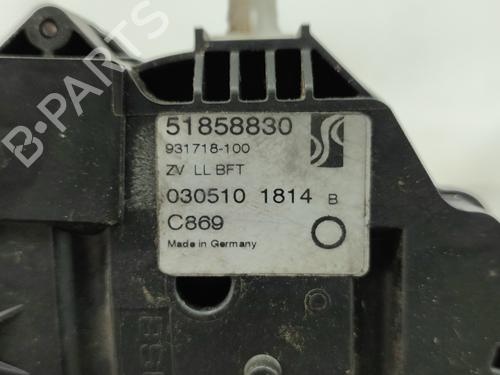 51858830
931718-100
ZV LL BFT
030510 1814 B
C869
Made in Germany
B-PARTS